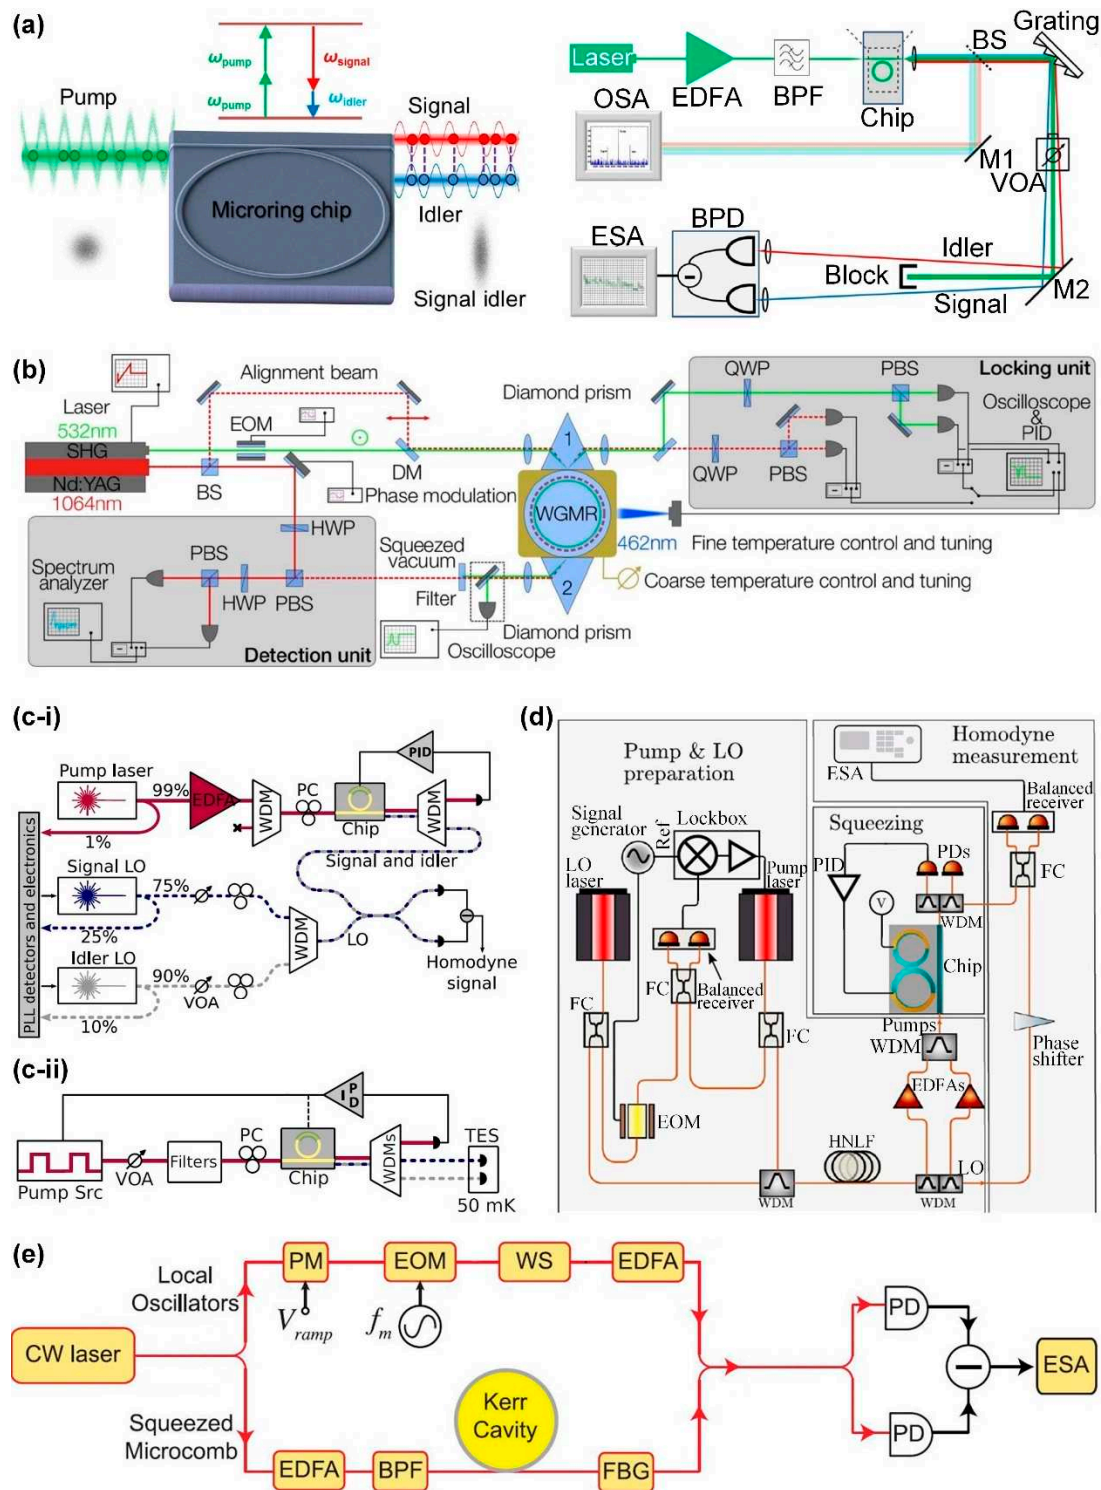 (a)
ωpump
ωsignal
ωpump
ωidler
Pump
Signal
Microring chip
Idler
Signal idler
Grating
Laser
EDFA
BPF
Chip
BS
OSA
M1
VOA
ESA
BPD
Idler
Block
Signal
M2
(b)
Alignment beam
Laser
532nm
SHG
Nd:YAG
1064nm
EOM
BS
DM
Phase modulation
Diamond prism
1
QWP
PBS
Locking unit
Oscilloscope
&
PID
QWP
PBS
WGMR
462nm
Fine temperature control and tuning
Coarse temperature control and tuning
2
Diamond prism
HWP
Squeezed
vacuum
Filter
Oscilloscope
Spectrum
analyzer
PBS
HWP
PBS
Detection unit
(c-i)
Pump laser
99%
EDFA
WDM
PC
PID
Chip
WDM
1%
Signal and idler
PLL detectors and electronics
Signal LO
75%
25%
WDM
LO
Idler LO
90%
VOA
10%
Homodyne
signal
(c-ii)
PID
Pump Src
VOA
Filters
PC
Chip
WDMs
TES
50 mK
(d)
Pump & LO
preparation
Signal
generator
Ref
Lockbox
LO
laser
Pump
laser
FC
FC
Balanced
receiver
FC
EOM
WDM
HNLF
WDM
LO
ESA
Homodyne
measurement
Balanced
receiver
Squeezing
PID
PDs
FC
V
WDM
Chip
Pumps
WDM
EDFAs
Phase
shifter
(e)
CW laser
Local
Oscillators
PM
EOM
WS
EDFA
Vramp
fm
Squeezed
Microcomb
EDFA
BPF
Kerr
Cavity
FBG
PD
PD
ESA